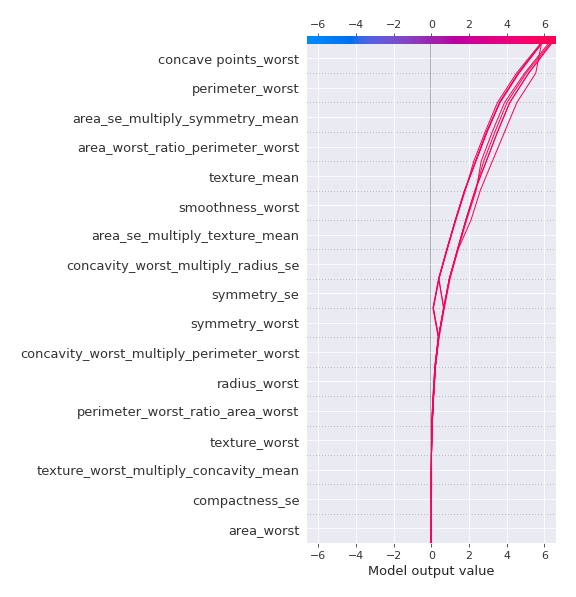 −6 −4 −2 0 2 4 6
concave points_worst
perimeter_worst
area_se_multiply_symmetry_mean
area_worst_ratio_perimeter_worst
texture_mean
smoothness_worst
area_se_multiply_texture_mean
concavity_worst_multiply_radius_se
symmetry_se
symmetry_worst
concavity_worst_multiply_perimeter_worst
radius_worst
perimeter_worst_ratio_area_worst
texture_worst
texture_worst_multiply_concavity_mean
compactness_se
area_worst
−6 −4 −2 0 2 4 6
Model output value